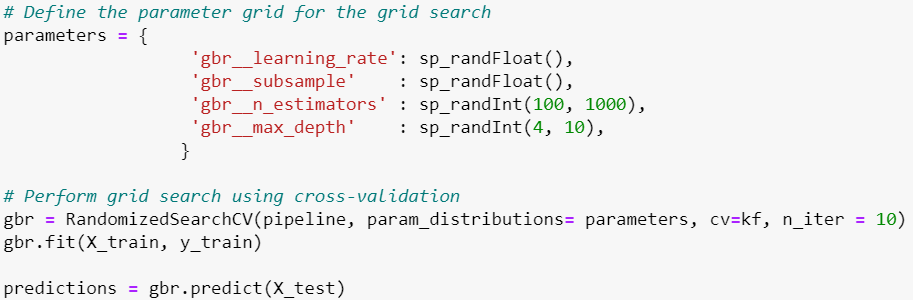 # Define the parameter grid for the grid search
parameters = {
                 'gbr__learning_rate': sp_randFloat(),
                 'gbr__subsample'    : sp_randFloat(),
                 'gbr__n_estimators' : sp_randInt(100, 1000),
                 'gbr__max_depth'    : sp_randInt(4, 10),
                }
# Perform grid search using cross-validation
gbr = RandomizedSearchCV(pipeline, param_distributions= parameters, cv=kf, n_iter = 10)
gbr.fit(X_train, y_train)
predictions = gbr.predict(X_test)